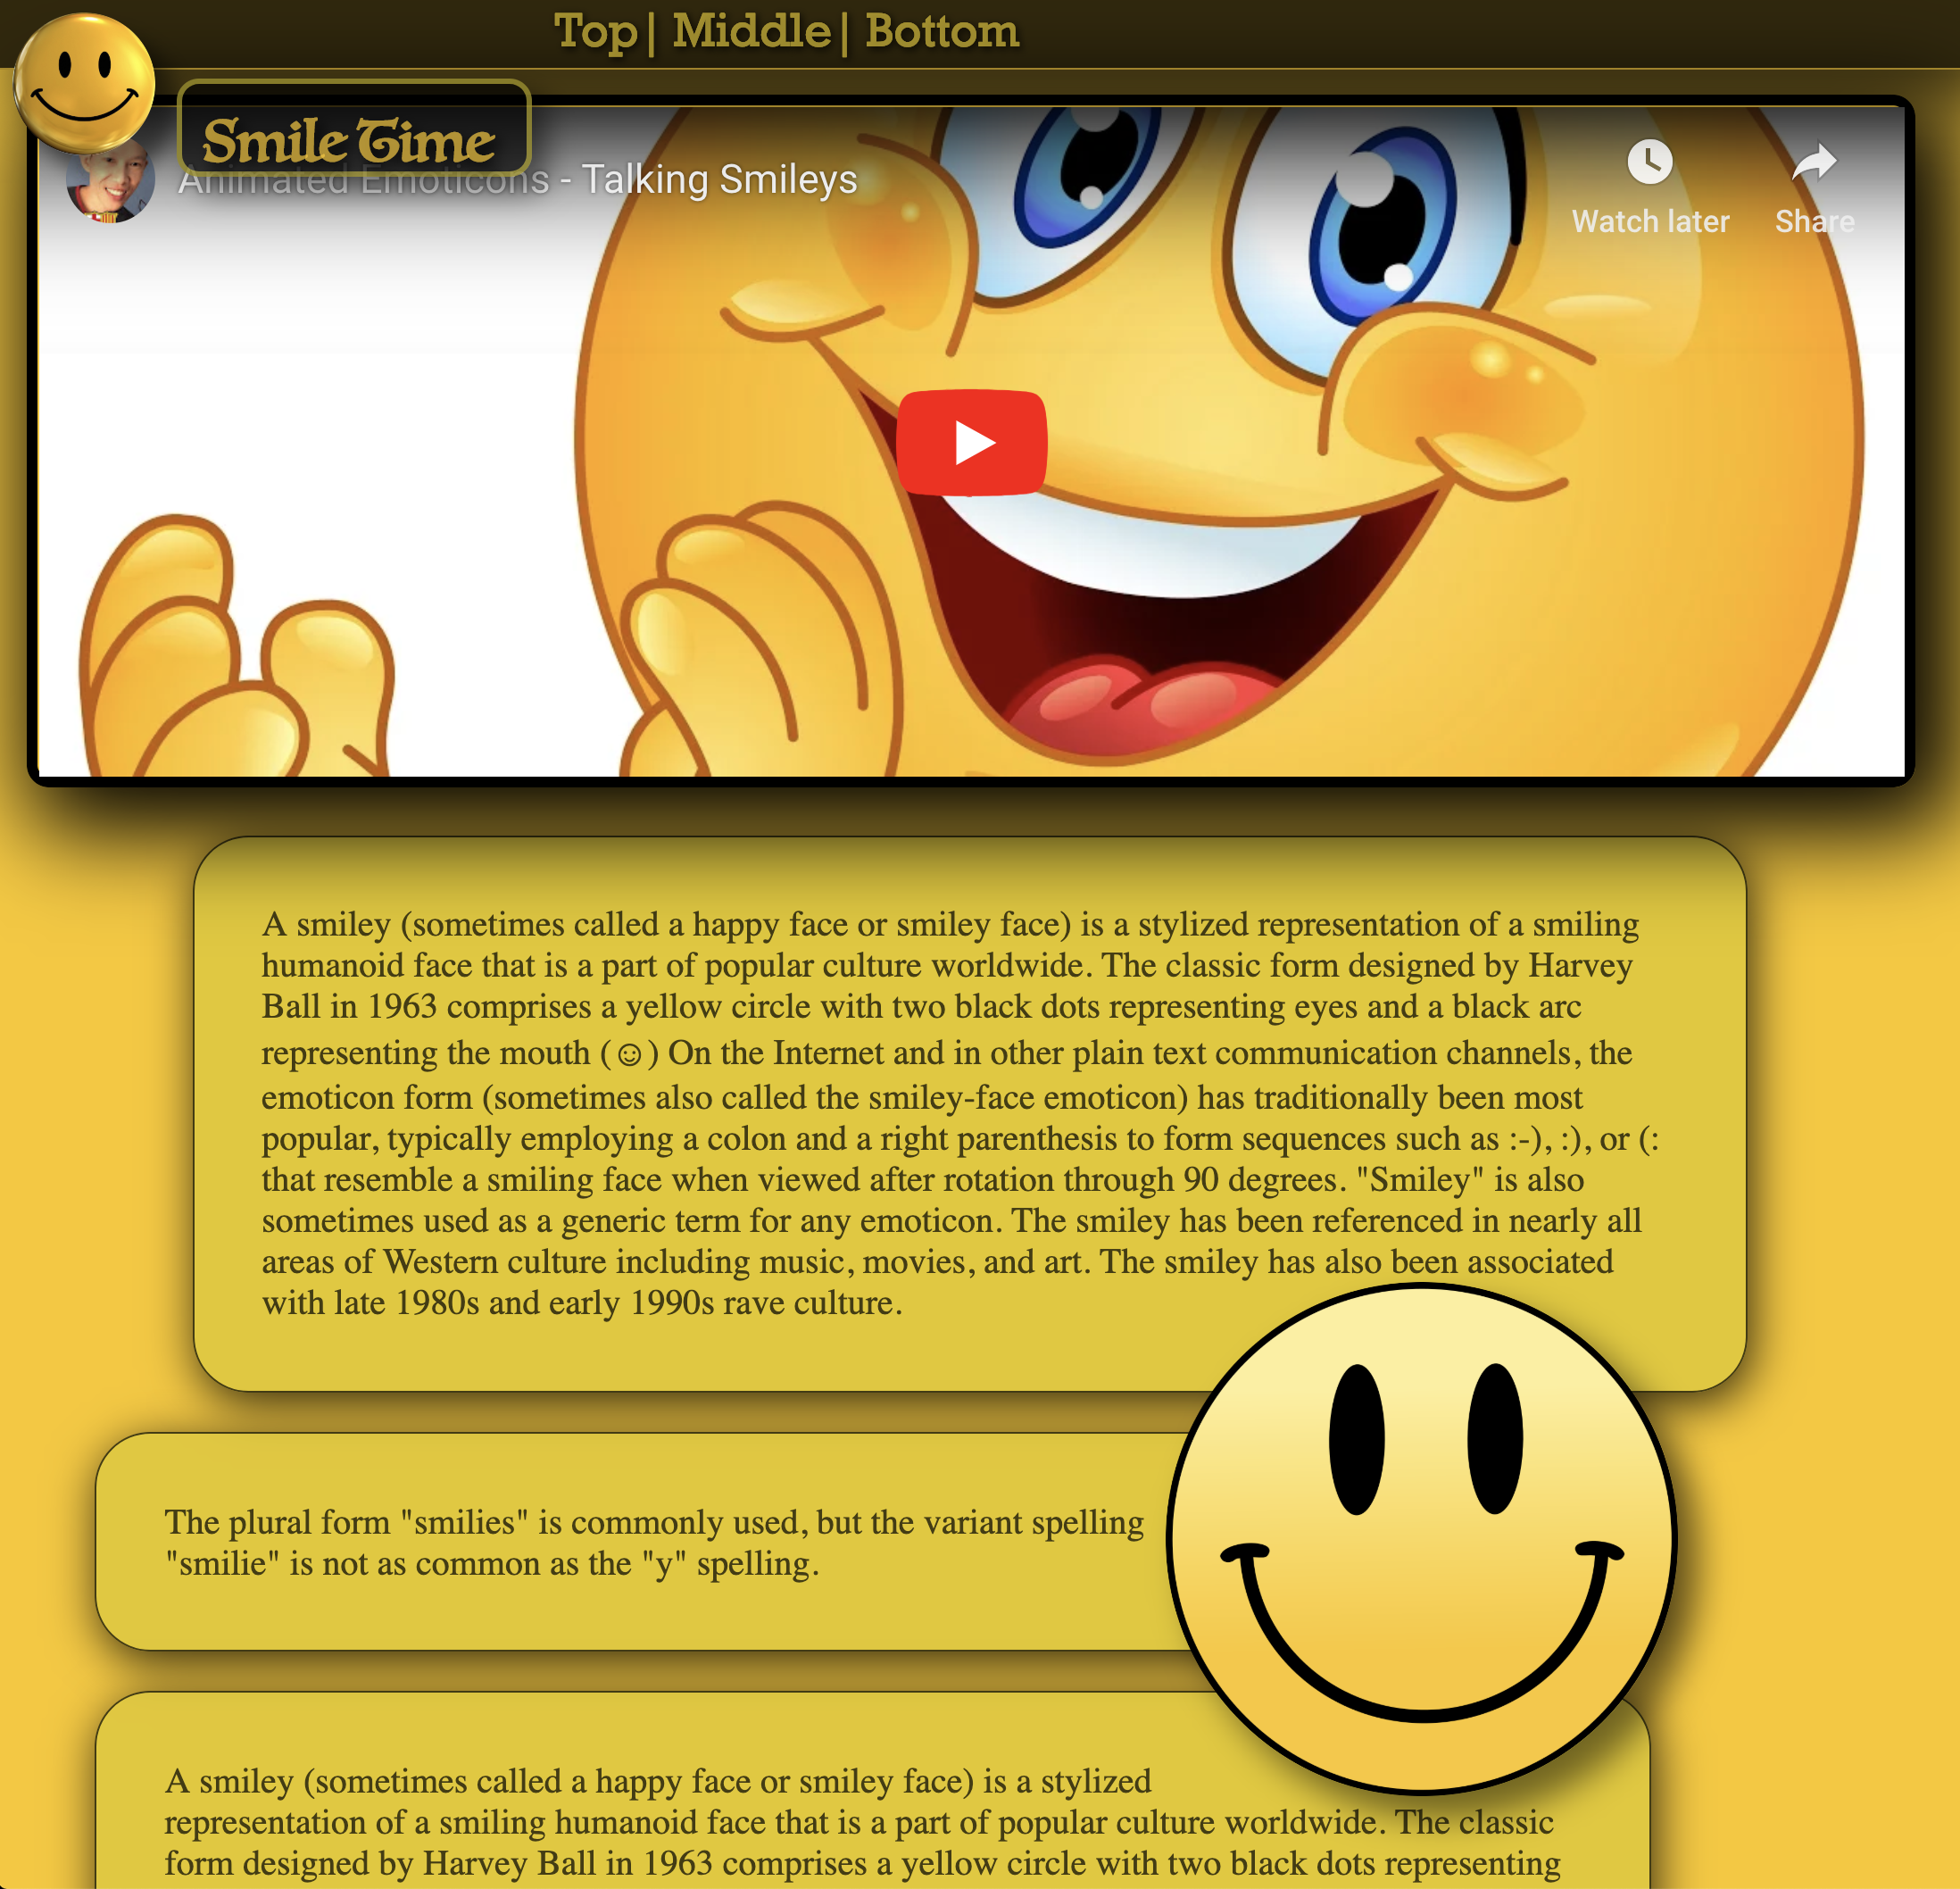 Top| Middle| Bottom
Smile Time
Animated Emoticons - Talking Smileys
Watch later
Share
A smiley (sometimes called a happy face or smiley face) is a stylized representation of a smiling
humanoid face that is a part of popular culture worldwide. The classic form designed by Harvey
Ball in 1963 comprises a yellow circle with two black dots representing eyes and a black arc
representing the mouth (☺) On the Internet and in other plain text communication channels, the
emoticon form (sometimes also called the smiley-face emoticon) has traditionally been most
popular, typically employing a colon and a right parenthesis to form sequences such as :-), :), or (:
that resemble a smiling face when viewed after rotation through 90 degrees. "Smiley" is also
sometimes used as a generic term for any emoticon. The smiley has been referenced in nearly all
areas of Western culture including music, movies, and art. The smiley has also been associated
with late 1980s and early 1990s rave culture.
The plural form "smilies" is commonly used, but the variant spelling
"smilie" is not as common as the "y" spelling.
A smiley (sometimes called a happy face or smiley face) is a stylized
representation of a smiling humanoid face that is a part of popular culture worldwide. The classic
form designed by Harvey Ball in 1963 comprises a yellow circle with two black dots representing